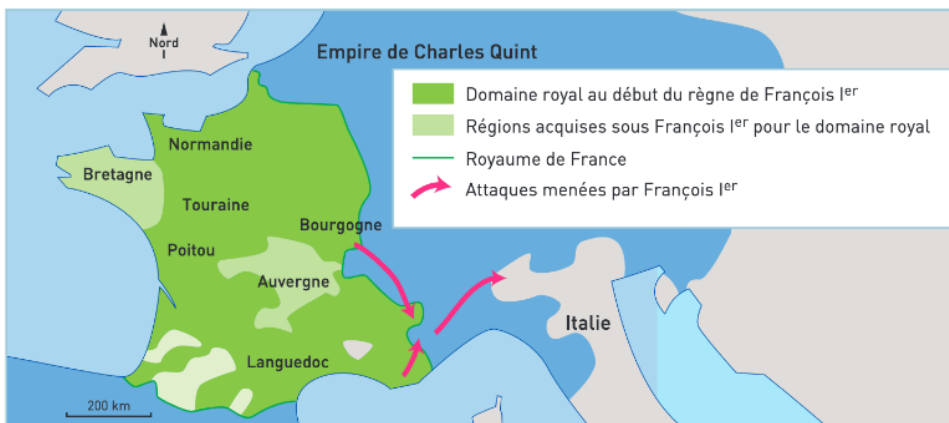 Nord
Empire de Charles Quint
Domaine royal au début du règne de François Ier
Régions acquises sous François Ier pour le domaine royal
Royaume de France
Attaques menées par François Ier
Normandie
Bretagne
Touraine
Bourgogne
Poitou
Auvergne
Italie
Languedoc
200 km